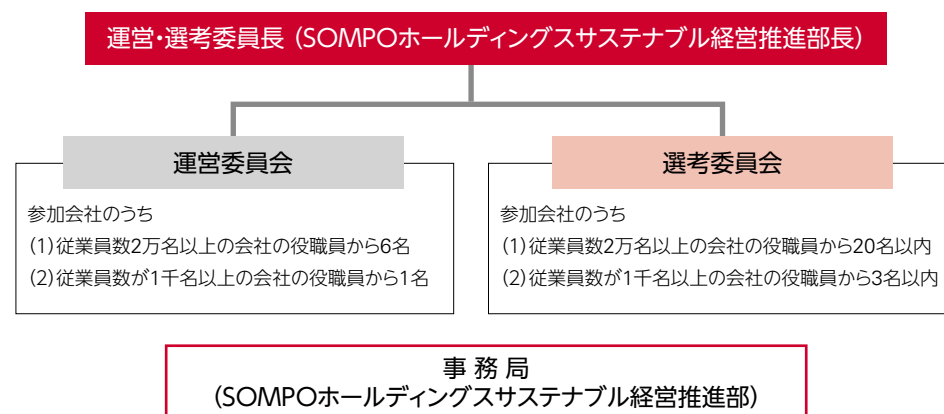 運営・選考委員長（SOMPOホールディングスサステナブル経営推進部長）
運営委員会
参加会社のうち
(1)従業員数2万名以上の会社の役職員から6名
(2)従業員数が1千名以上の会社の役職員から1名
選考委員会
参加会社のうち
(1)従業員数2万名以上の会社の役職員から20名以内
(2)従業員数が1千名以上の会社の役職員から3名以内
事 務 局
（SOMPOホールディングスサステナブル経営推進部）